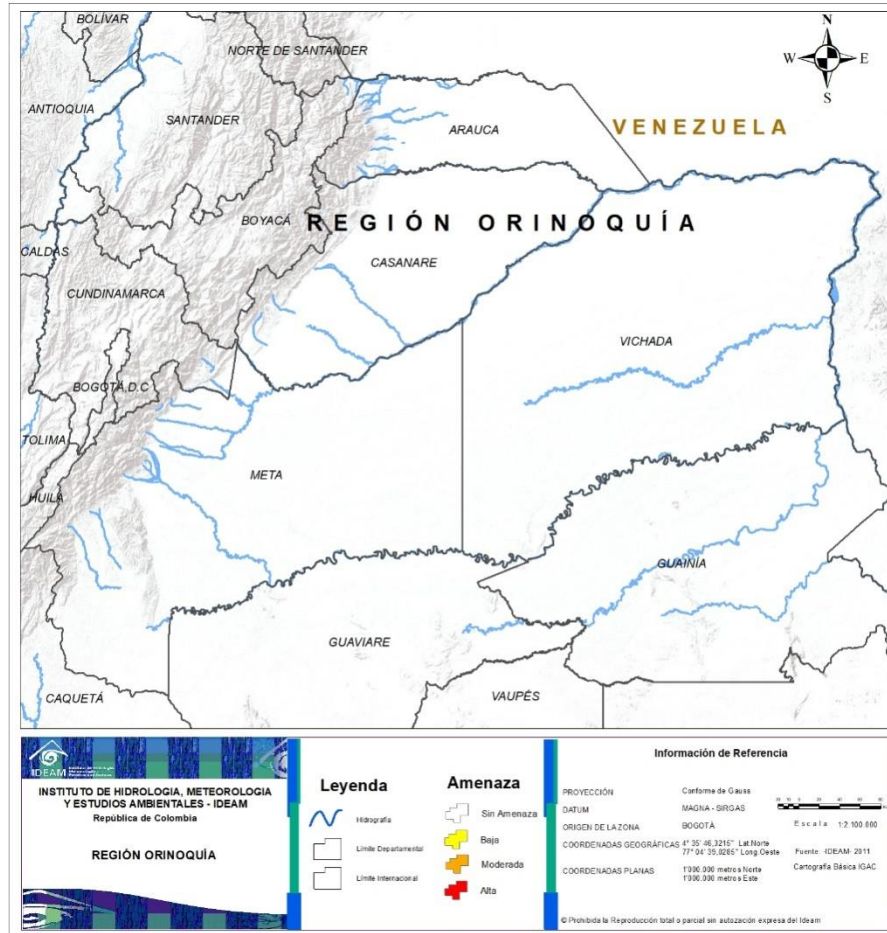 BOLÍVAR
N
NORTE DE SANTANDER
W E
S
ANTIOQUIA
SANTANDER
ARAUCA
VENEZUELA
BOYACÁ
REGIÓN ORINOQUÍA
CALDAS
CASANARE
CUNDINAMARCA
VICHADA
BOGOTÁ, D.C
TOLIMA
META
HUILA
GUAINÍA
GUAVIARE
CAQUETÁ
VAUPÉS
IDEAM
INSTITUTO DE HIDROLOGIA, METEOROLOGIA
Y ESTUDIOS AMBIENTALES - IDEAM
República de Colombia
REGIÓN ORINOQUÍA
Leyenda
Hidrografía
Límite Departamental
Límite Internacional
Amenaza
Sin Amenaza
Baja
Moderada
Alta
Información de Referencia
PROYECCIÓN Conforme de Gauss
DATUM MAGNA - SIRGAS
ORIGEN DE LA ZONA BOGOTÁ
COORDENADAS GEOGRÁFICAS 4° 35' 46,3215" Lat.Norte
77° 04' 39,0285" Long.Oeste
COORDENADAS PLANAS 1'000.000 metros Norte
1'000.000 metros Este
Escala 1:2.100.000
Fuente: IDEAM- 2011
Cartografía Básica IGAC
© Prohibida la Reproducción total o parcial sin autozación expresa del Ideam